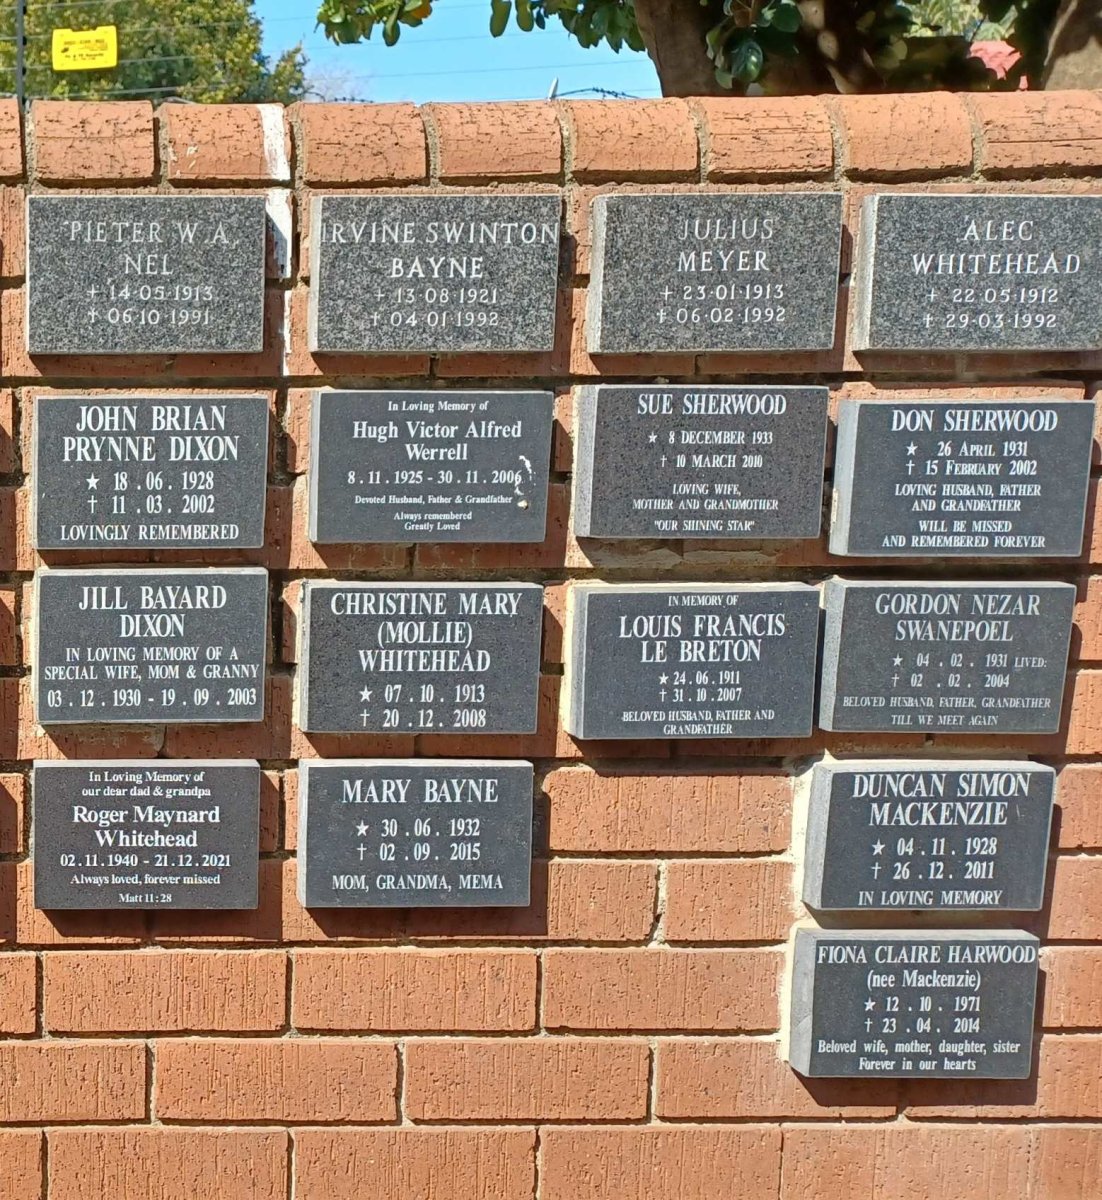 PIETER W.A.
NEL
† 14·05·1913
† 06·10·1991
IRVINE SWINTON
BAYNE
† 13·08·1921
† 04·01·1992
JULIUS
MEYER
† 23·01·1913
† 06·02·1992
ALEC
WHITEHEAD
† 22·05·1912
† 29·03·1992
JOHN BRIAN
PRYNNE DIXON
★ 18 . 06 . 1928
† 11 . 03 . 2002
LOVINGLY REMEMBERED
In Loving Memory of
Hugh Victor Alfred
Werrell
8.11.1925 - 30.11.2006
Devoted Husband, Father & Grandfather
Always remembered
Greatly Loved
SUE SHERWOOD
★ 8 DECEMBER 1933
† 10 MARCH 2010
LOVING WIFE,
MOTHER AND GRANDMOTHER
"OUR SHINING STAR"
DON SHERWOOD
★ 26 APRIL 1931
† 15 FEBRUARY 2002
LOVING HUSBAND, FATHER
AND GRANDFATHER
WILL BE MISSED
AND REMEMBERED FOREVER
JILL BAYARD
DIXON
IN LOVING MEMORY OF A
SPECIAL WIFE, MOM & GRANNY
03 . 12 . 1930 - 19 . 09 . 2003
CHRISTINE MARY
(MOLLIE)
WHITEHEAD
★ 07 . 10 . 1913
† 20 . 12 . 2008
IN MEMORY OF
LOUIS FRANCIS
LE BRETON
★ 24 . 06 . 1911
† 31 . 10 . 2007
BELOVED HUSBAND, FATHER AND
GRANDFATHER
GORDON NEZAR
SWANEPOEL
★ 04 . 02 . 1931 LIVED:
† 02 . 02 . 2004
BELOVED HUSBAND, FATHER, GRANDFATHER
TILL WE MEET AGAIN
In Loving Memory of
our dear dad & grandpa
Roger Maynard
Whitehead
02.11.1940 - 21.12.2021
Always loved, forever missed
Matt 11:28
MARY BAYNE
★ 30 . 06 . 1932
† 02 . 09 . 2015
MOM, GRANDMA, MEMA
DUNCAN SIMON
MACKENZIE
★ 04 . 11 . 1928
† 26 . 12 . 2011
IN LOVING MEMORY
FIONA CLAIRE HARWOOD
(nee Mackenzie)
★ 12 . 10 . 1971
† 23 . 04 . 2014
Beloved wife, mother, daughter, sister
Forever in our hearts